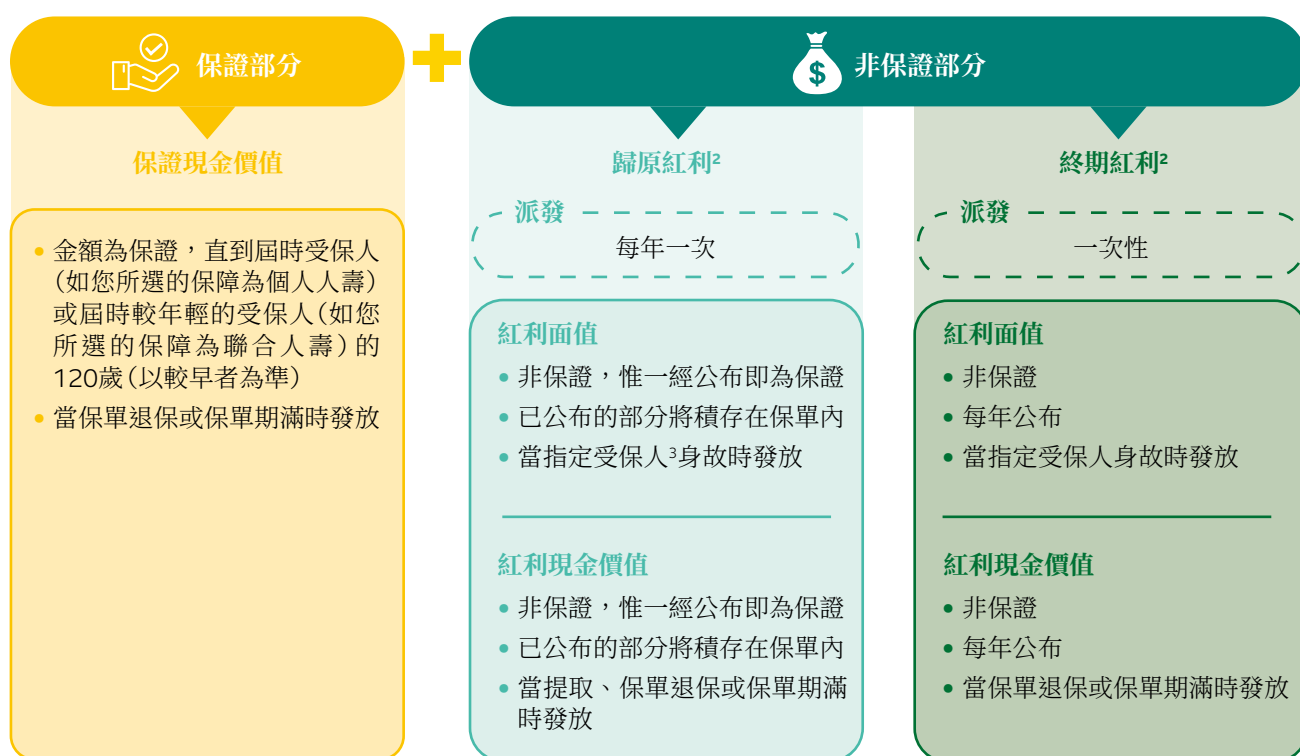 保證部分
非保證部分
保證現金價值
• 金額為保證，直到屆時受保人
(如您所選的保障為個人人壽)
或屆時較年輕的受保人(如您
所選的保障為聯合人壽)的
120歲(以較早者為準)
• 當保單退保或保單期滿時發放
歸原紅利²
派發
每年一次
紅利面值
• 非保證，惟一經公布即為保證
• 已公布的部分將積存在保單內
• 當指定受保人³身故時發放
紅利現金價值
• 非保證，惟一經公布即為保證
• 已公布的部分將積存在保單內
• 當提取、保單退保或保單期滿
時發放
終期紅利²
派發
一次性
紅利面值
• 非保證
• 每年公布
• 當指定受保人身故時發放
紅利現金價值
• 非保證
• 每年公布
• 當保單退保或保單期滿時發放